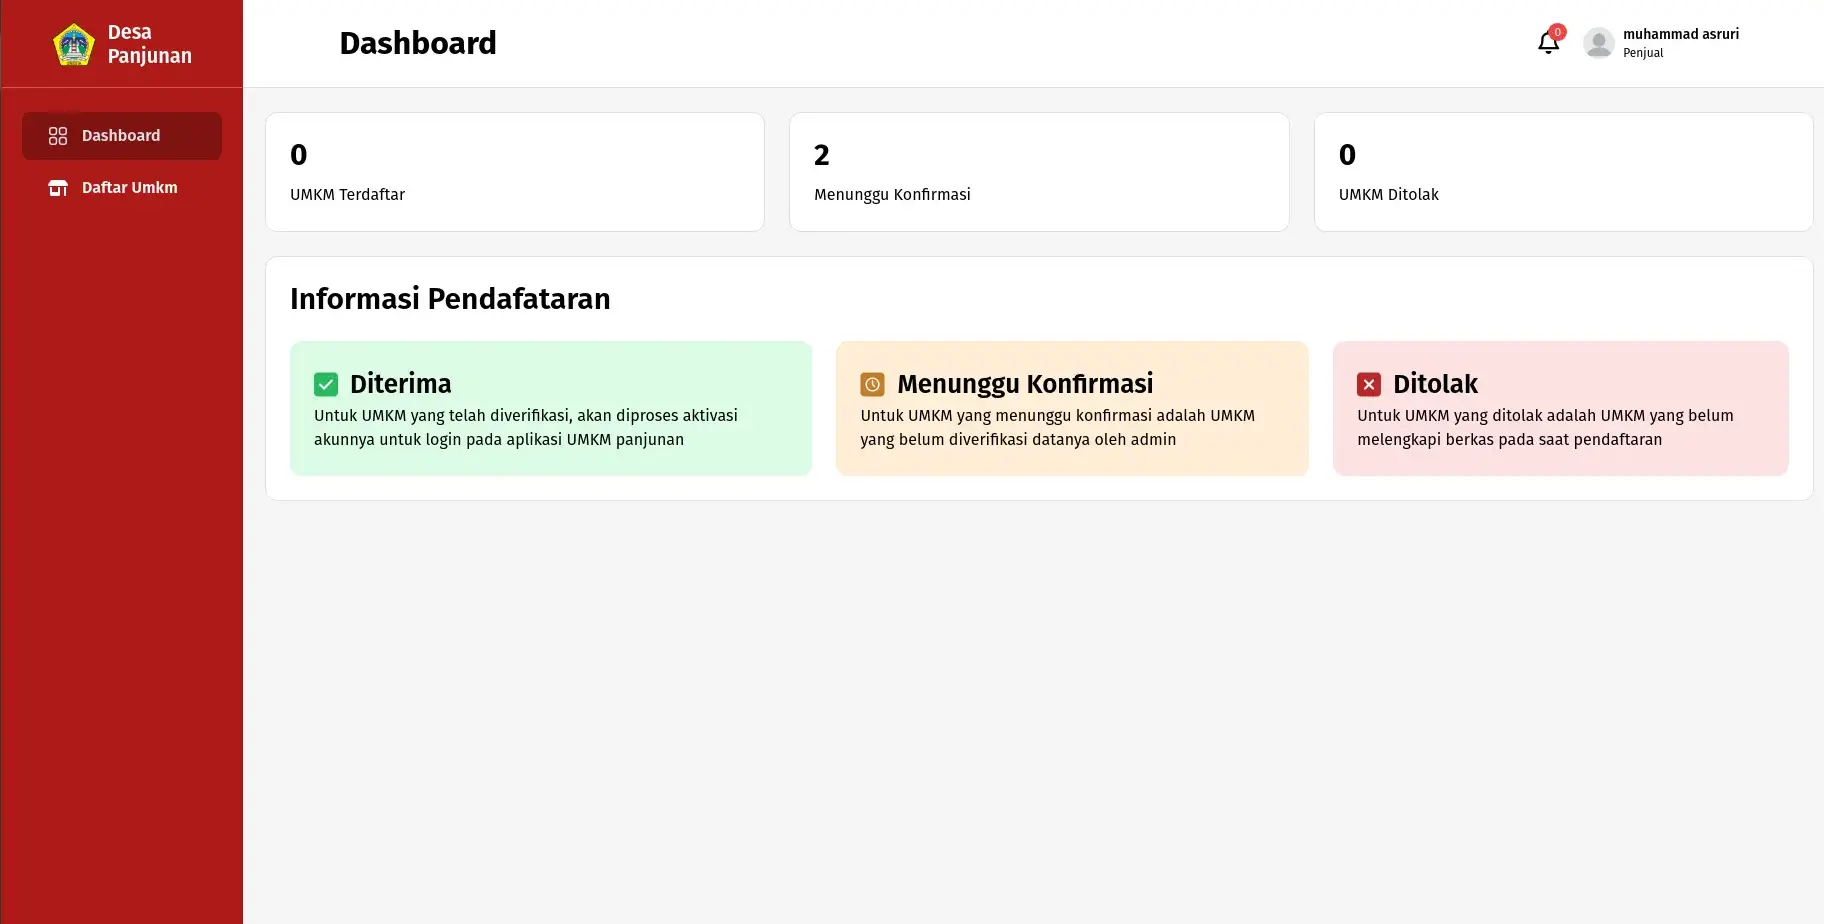 Desa
Panjunan
Dashboard
0
muhammad asruri
Penjual
Dashboard
Daftar Umkm
0
UMKM Terdaftar
2
Menunggu Konfirmasi
0
UMKM Ditolak
Informasi Pendafataran
Diterima
Untuk UMKM yang telah diverifikasi, akan diproses aktivasi
akunnya untuk login pada aplikasi UMKM panjunan
Menunggu Konfirmasi
Untuk UMKM yang menunggu konfirmasi adalah UMKM
yang belum diverifikasi datanya oleh admin
Ditolak
Untuk UMKM yang ditolak adalah UMKM yang belum
melengkapi berkas pada saat pendaftaran